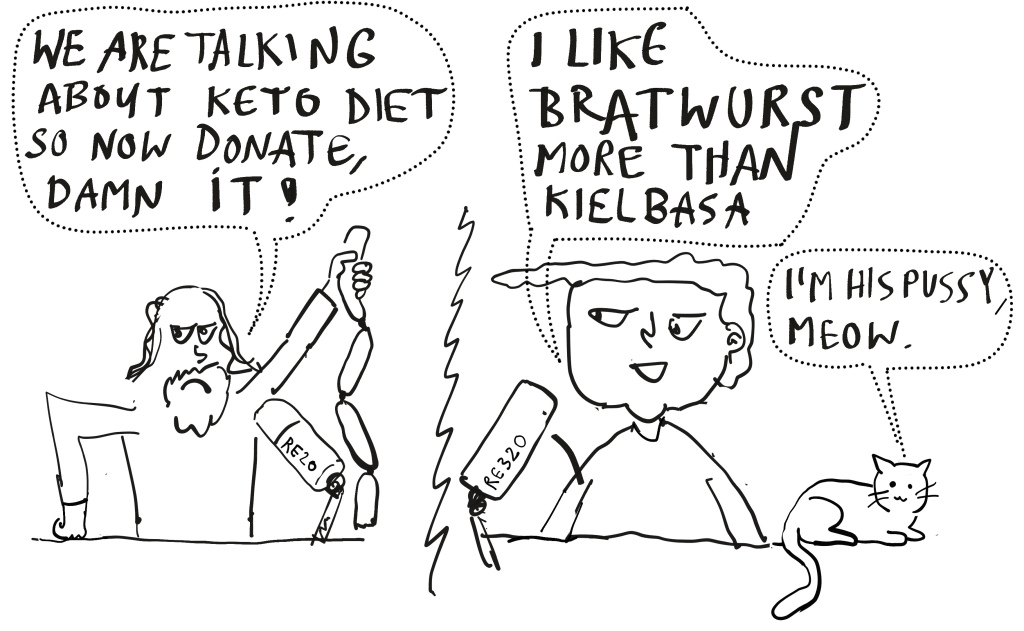 WE ARE TALKING
ABOUT KETO DIET
SO NOW DONATE,
DAMN IT!
I LIKE
BRATWURST
MORE THAN
KIELBASA
I'M HIS PUSSY,
MEOW.
RE20
RE320